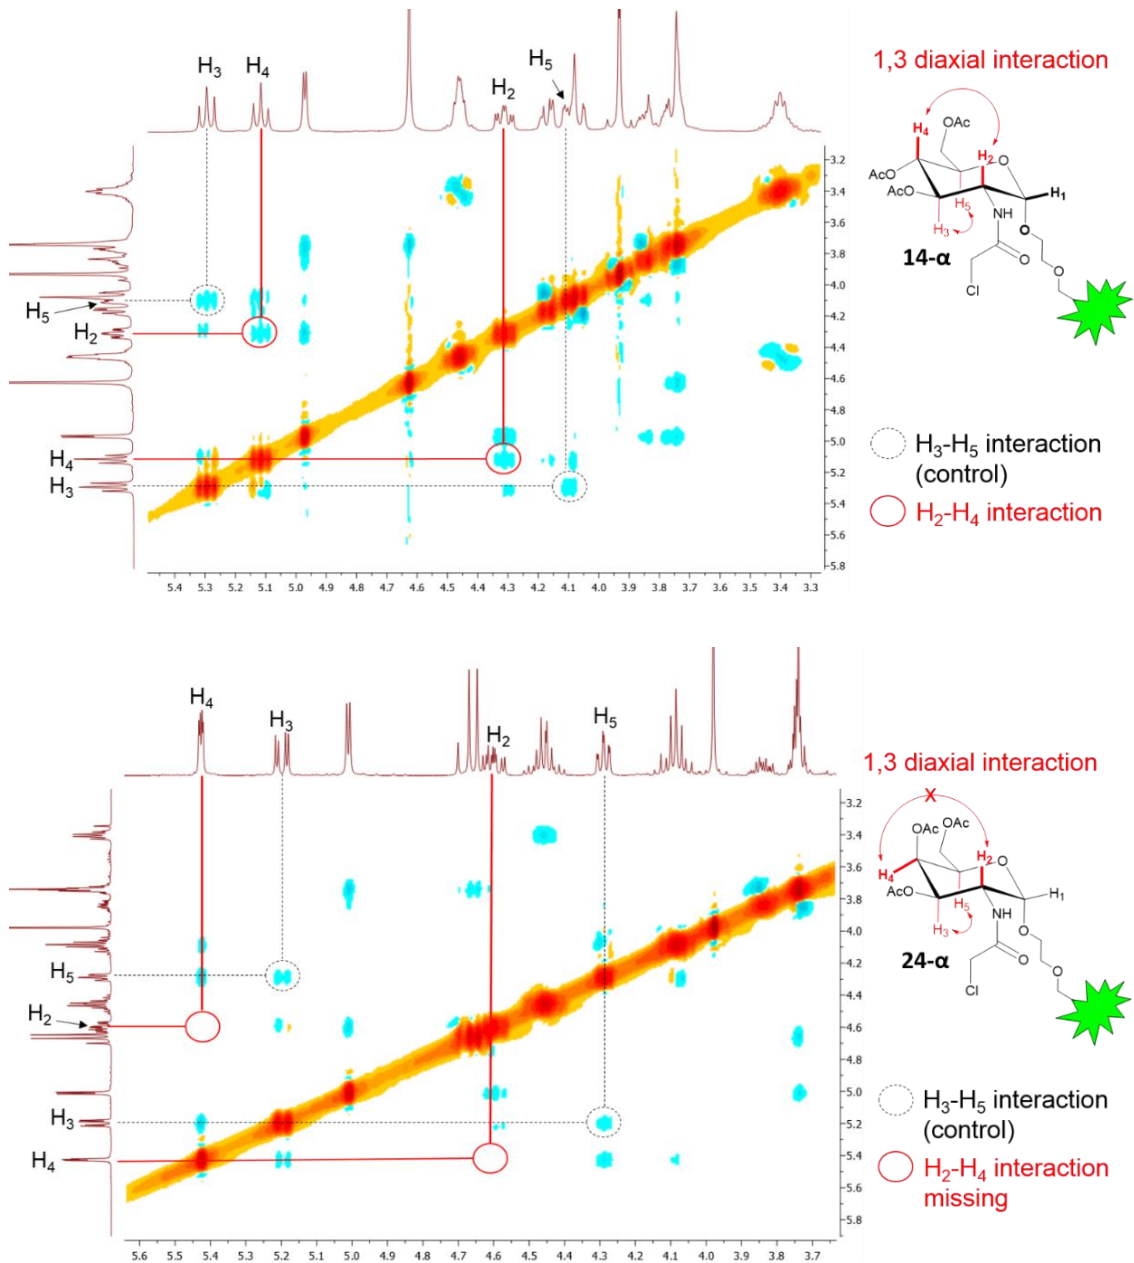 H3
H4
H2
H5
1,3 diaxial interaction
H4
OAc
H2
O
AcO
AcO
H5
H3
NH
H1
O
O
O
Cl
14-α
3.2
3.4
3.6
3.8
4.0
4.2
4.4
4.6
4.8
5.0
5.2
5.4
5.6
5.8
H5
H2
H4
H3
H3-H5 interaction
(control)
H2-H4 interaction
5.4 5.3 5.2 5.1 5.0 4.9 4.8 4.7 4.6 4.5 4.4 4.3 4.2 4.1 4.0 3.9 3.8 3.7 3.6 3.5 3.4 3.3
H4
H3
H2
H5
1,3 diaxial interaction
X
OAc
OAc
H2
O
H4
AcO
H5
H3
NH
H1
O
O
O
Cl
24-α
3.2
3.4
3.6
3.8
4.0
4.2
4.4
4.6
4.8
5.0
5.2
5.4
5.6
5.8
H5
H2
H3
H4
H3-H5 interaction
(control)
H2-H4 interaction
missing
5.6 5.5 5.4 5.3 5.2 5.1 5.0 4.9 4.8 4.7 4.6 4.5 4.4 4.3 4.2 4.1 4.0 3.9 3.8 3.7